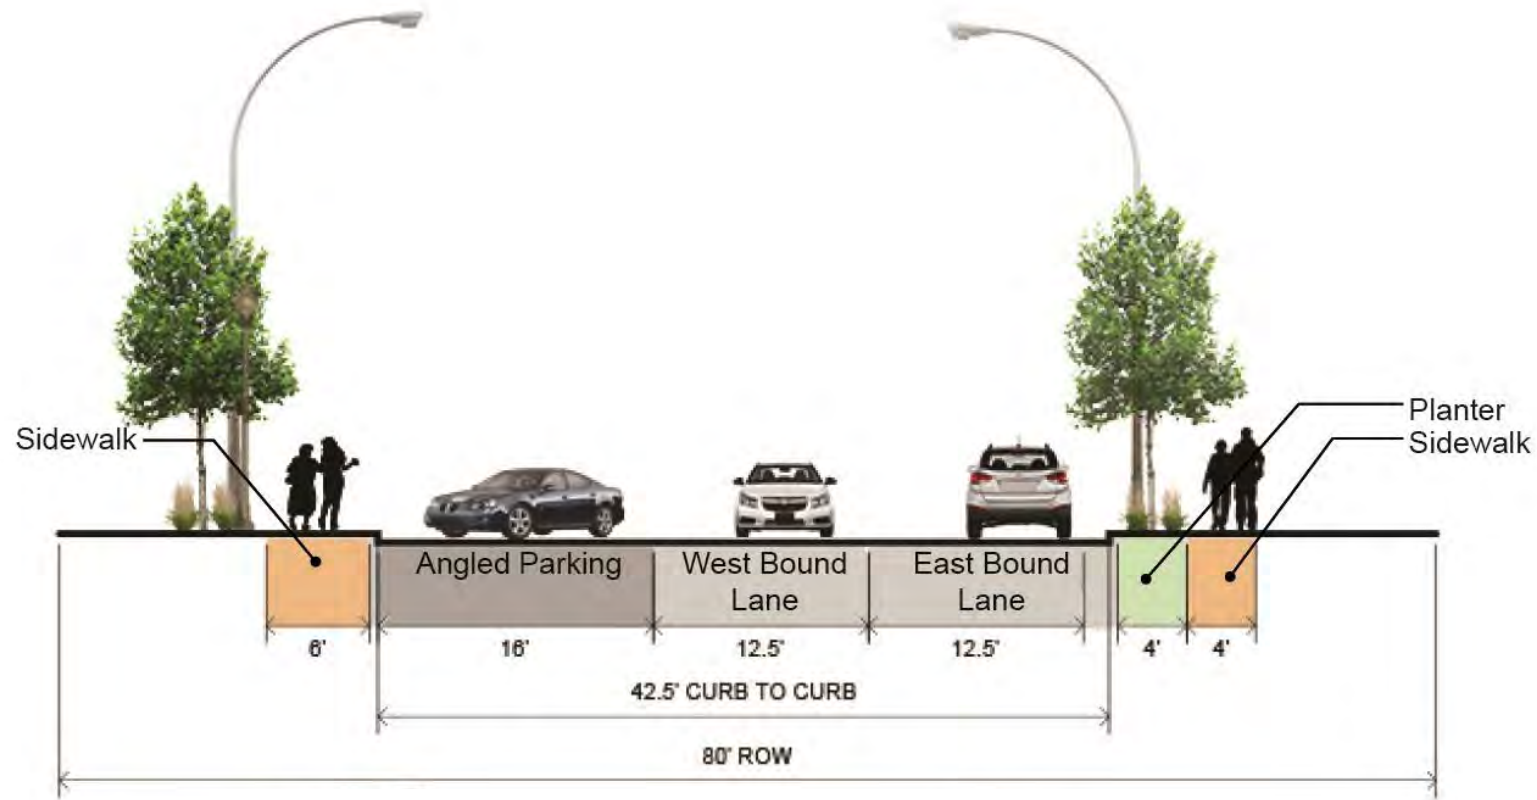 Planter
Sidewalk
Sidewalk
Angled Parking
West Bound
Lane
East Bound
Lane
6'
16'
12.5'
12.5'
4'
4'
42.5' CURB TO CURB
80' ROW